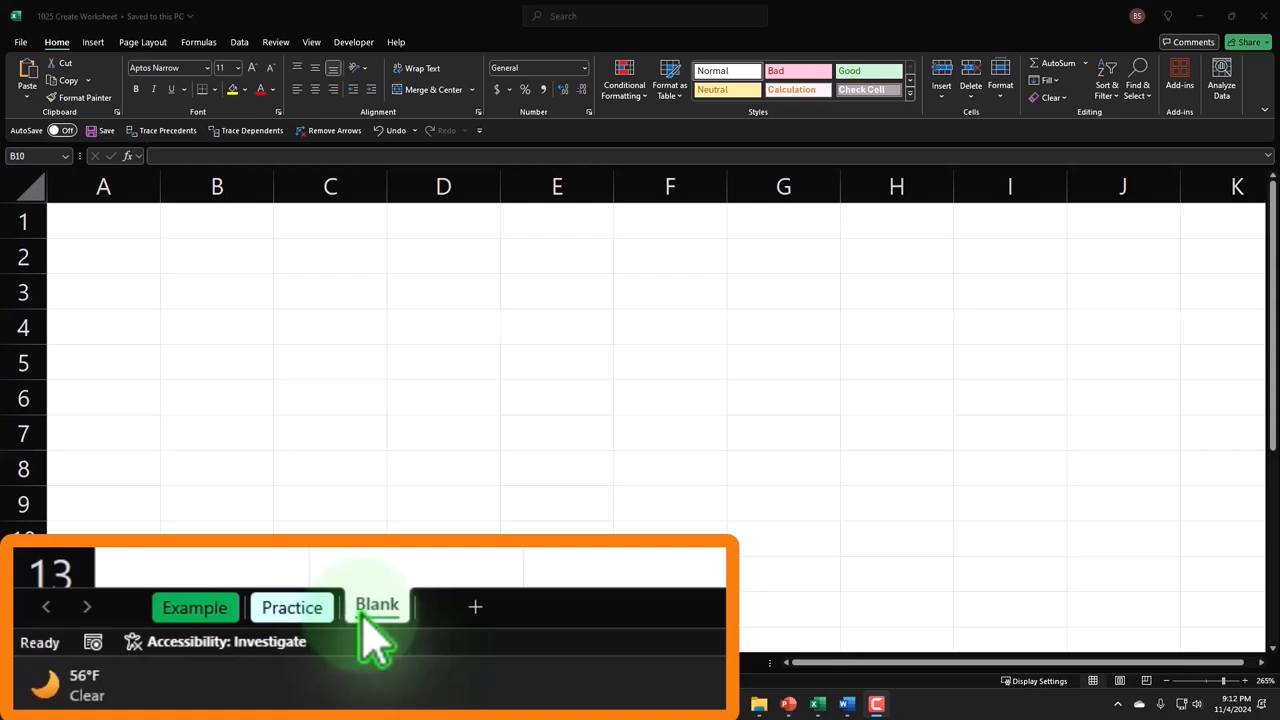 1025 Create Worksheet • Saved to this PC
Search
BS
File Home Insert Page Layout Formulas Data Review View Developer Help
Comments Share
Paste
Cut
Copy
Format Painter
Clipboard
Aptos Narrow 11
B I U
Font
Wrap Text
Merge & Center
Alignment
General
$ % ,
Number
Conditional Formatting
Format as Table
Normal Bad Good
Neutral Calculation Check Cell
Styles
Insert Delete Format
Cells
AutoSum
Fill
Clear
Sort & Filter
Find & Select
Editing
Add-ins
Add-ins
Analyze Data
AutoSave Off Save Trace Precedents Trace Dependents Remove Arrows Undo Redo
B10 fx
A B C D E F G H I J K
1
2
3
4
5
6
7
8
9
13
Example Practice Blank +
Ready Accessibility: Investigate
56°F
Clear
Display Settings 265%
9:12 PM
11/4/2024